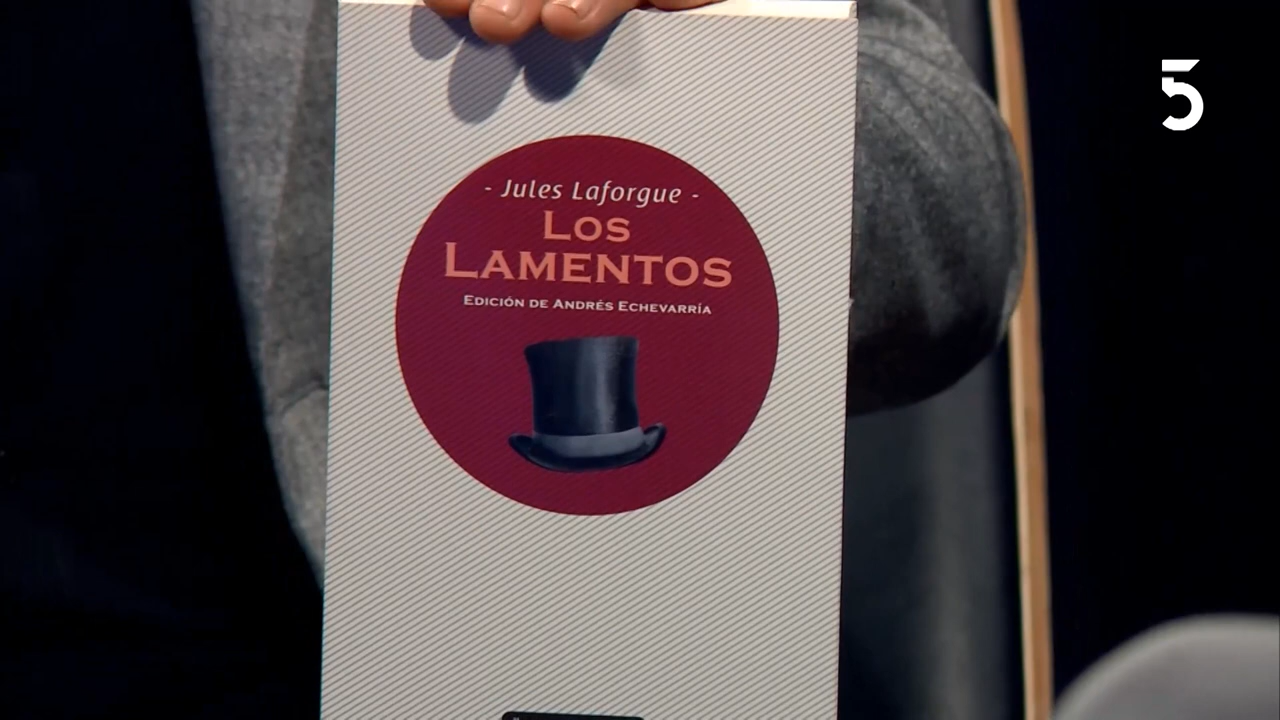 5
- Jules Laforgue -
Los
Lamentos
Edición de Andrés Echevarría